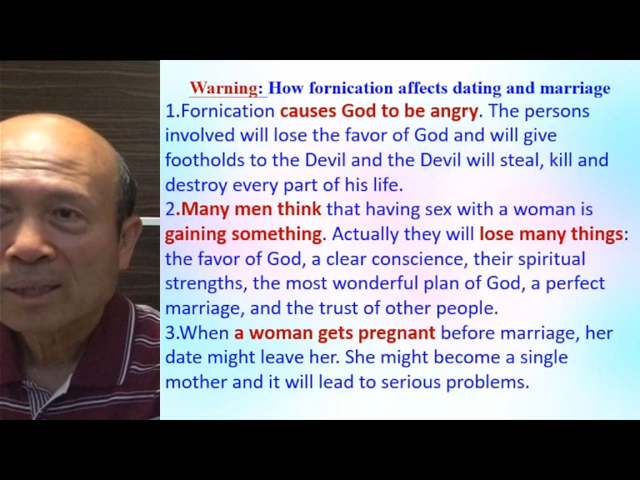 Warning: How fornication affects dating and marriage
1.Fornication causes God to be angry. The persons
involved will lose the favor of God and will give
footholds to the Devil and the Devil will steal, kill and
destroy every part of his life.
2.Many men think that having sex with a woman is
gaining something. Actually they will lose many things:
the favor of God, a clear conscience, their spiritual
strengths, the most wonderful plan of God, a perfect
marriage, and the trust of other people.
3.When a woman gets pregnant before marriage, her
date might leave her. She might become a single
mother and it will lead to serious problems.